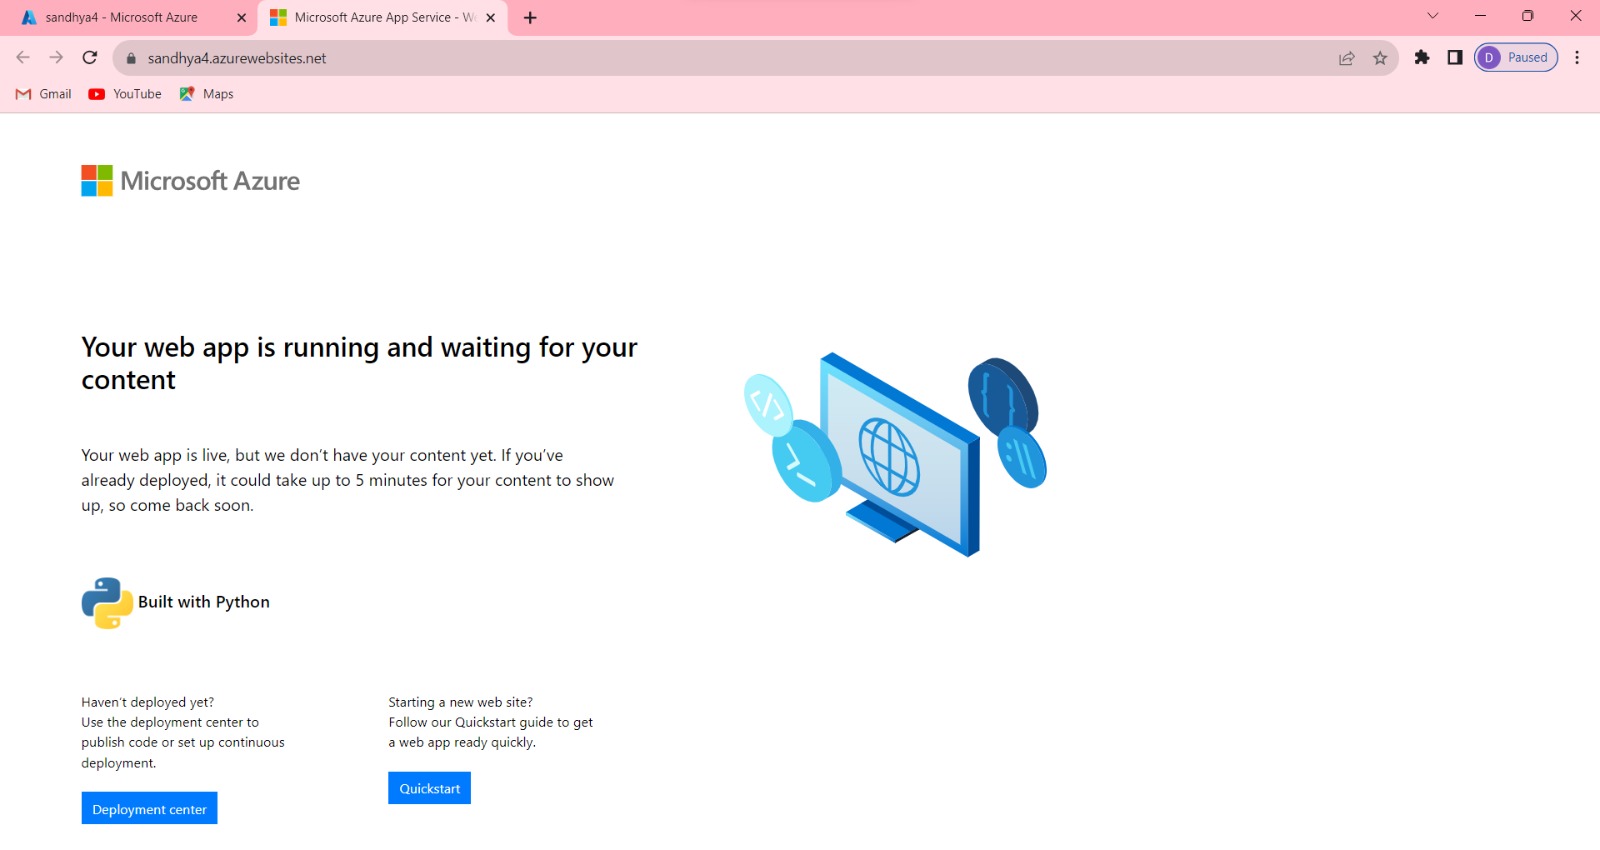 sandhya4 - Microsoft Azure
Microsoft Azure App Service - W
sandhya4.azurewebsites.net
D Paused
Gmail YouTube Maps
Microsoft Azure
Your web app is running and waiting for your
content
Your web app is live, but we don’t have your content yet. If you’ve
already deployed, it could take up to 5 minutes for your content to show
up, so come back soon.
Built with Python
Haven’t deployed yet?
Use the deployment center to
publish code or set up continuous
deployment.
Deployment center
Starting a new web site?
Follow our Quickstart guide to get
a web app ready quickly.
Quickstart